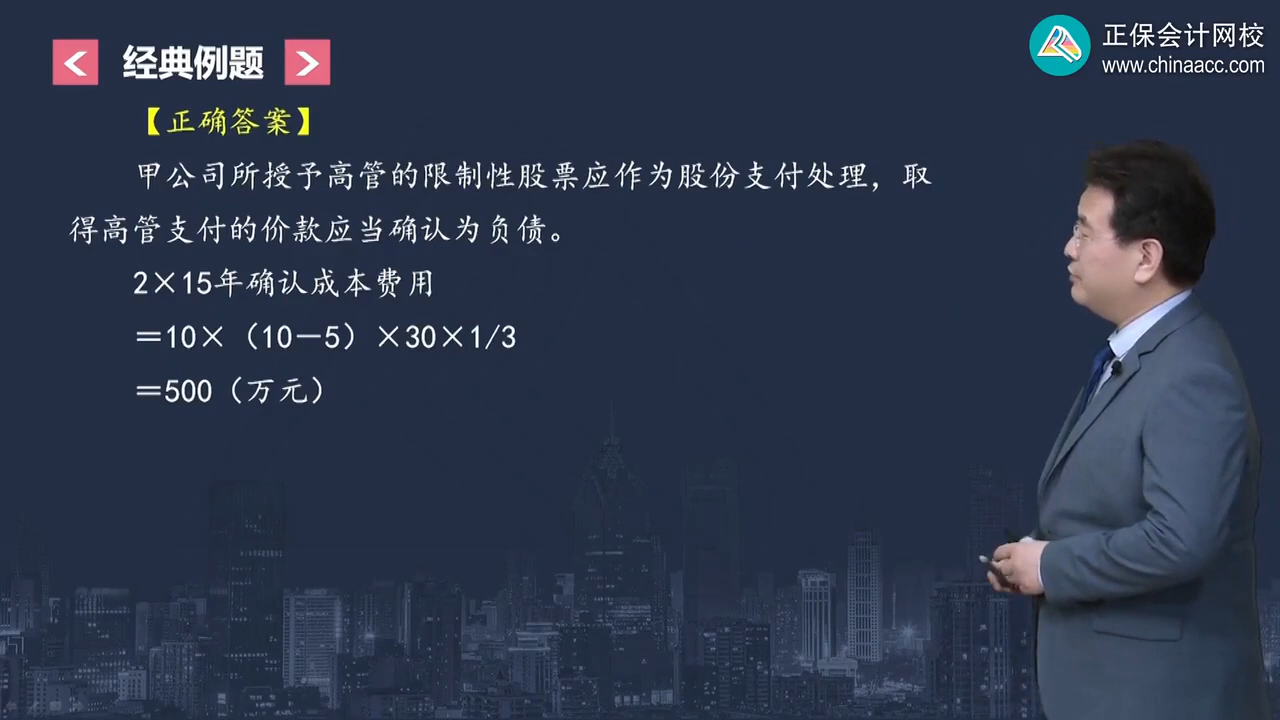 正保会计网校
www.chinaacc.com
经典例题
【正确答案】
甲公司所授予高管的限制性股票应作为股份支付处理，取
得高管支付的价款应当确认为负债。
2×15年确认成本费用
＝10×（10－5）×30×1/3
＝500（万元）